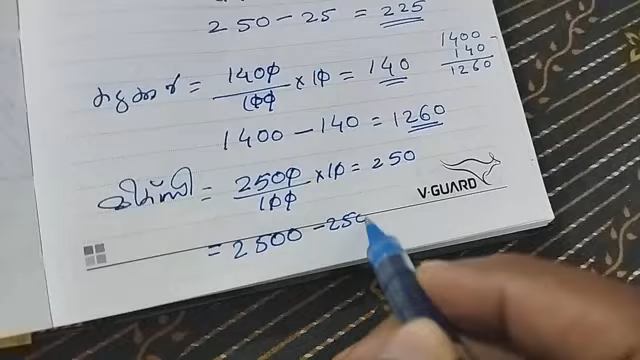 250 - 25 = 225
കുക്കർ = 1400/100 × 10 = 140
1400 -
140
1260
1400 - 140 = 1260
മിക്സി = 2500/100 × 10 = 250
V-GUARD
= 2500 - 250